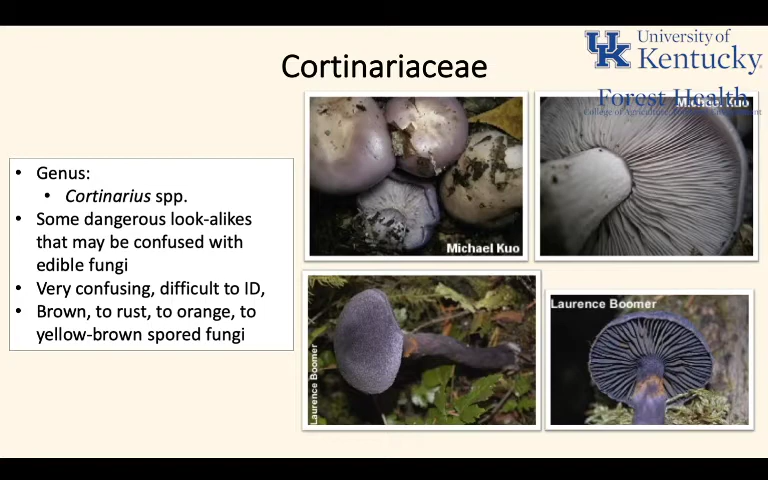 Cortinariaceae
University of
Kentucky
Forest Health
• Genus:
• Cortinarius spp.
• Some dangerous look-alikes
that may be confused with
edible fungi
• Very confusing, difficult to ID,
• Brown, to rust, to orange, to
yellow-brown spored fungi
Michael Kuo
Michael Kuo
Laurence Boomer
Laurence Boomer